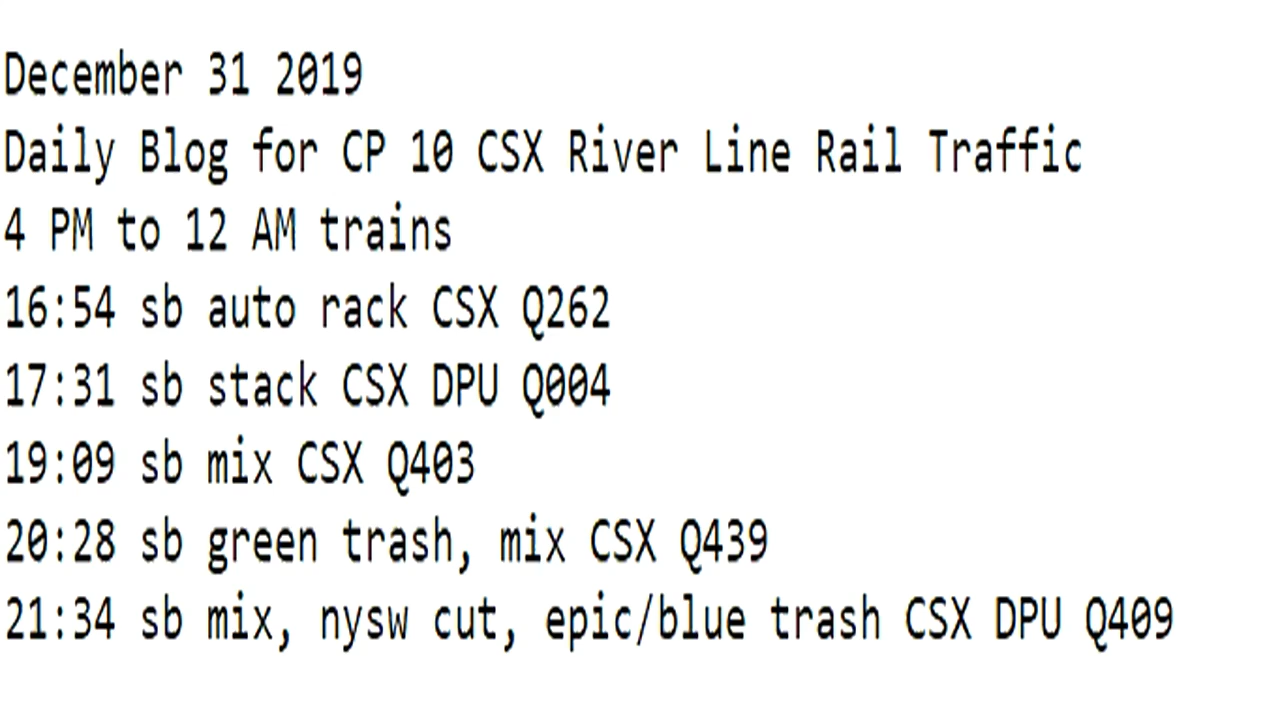 December 31 2019
Daily Blog for CP 10 CSX River Line Rail Traffic
4 PM to 12 AM trains
16:54 sb auto rack CSX Q262
17:31 sb stack CSX DPU Q004
19:09 sb mix CSX Q403
20:28 sb green trash, mix CSX Q439
21:34 sb mix, nysw cut, epic/blue trash CSX DPU Q409